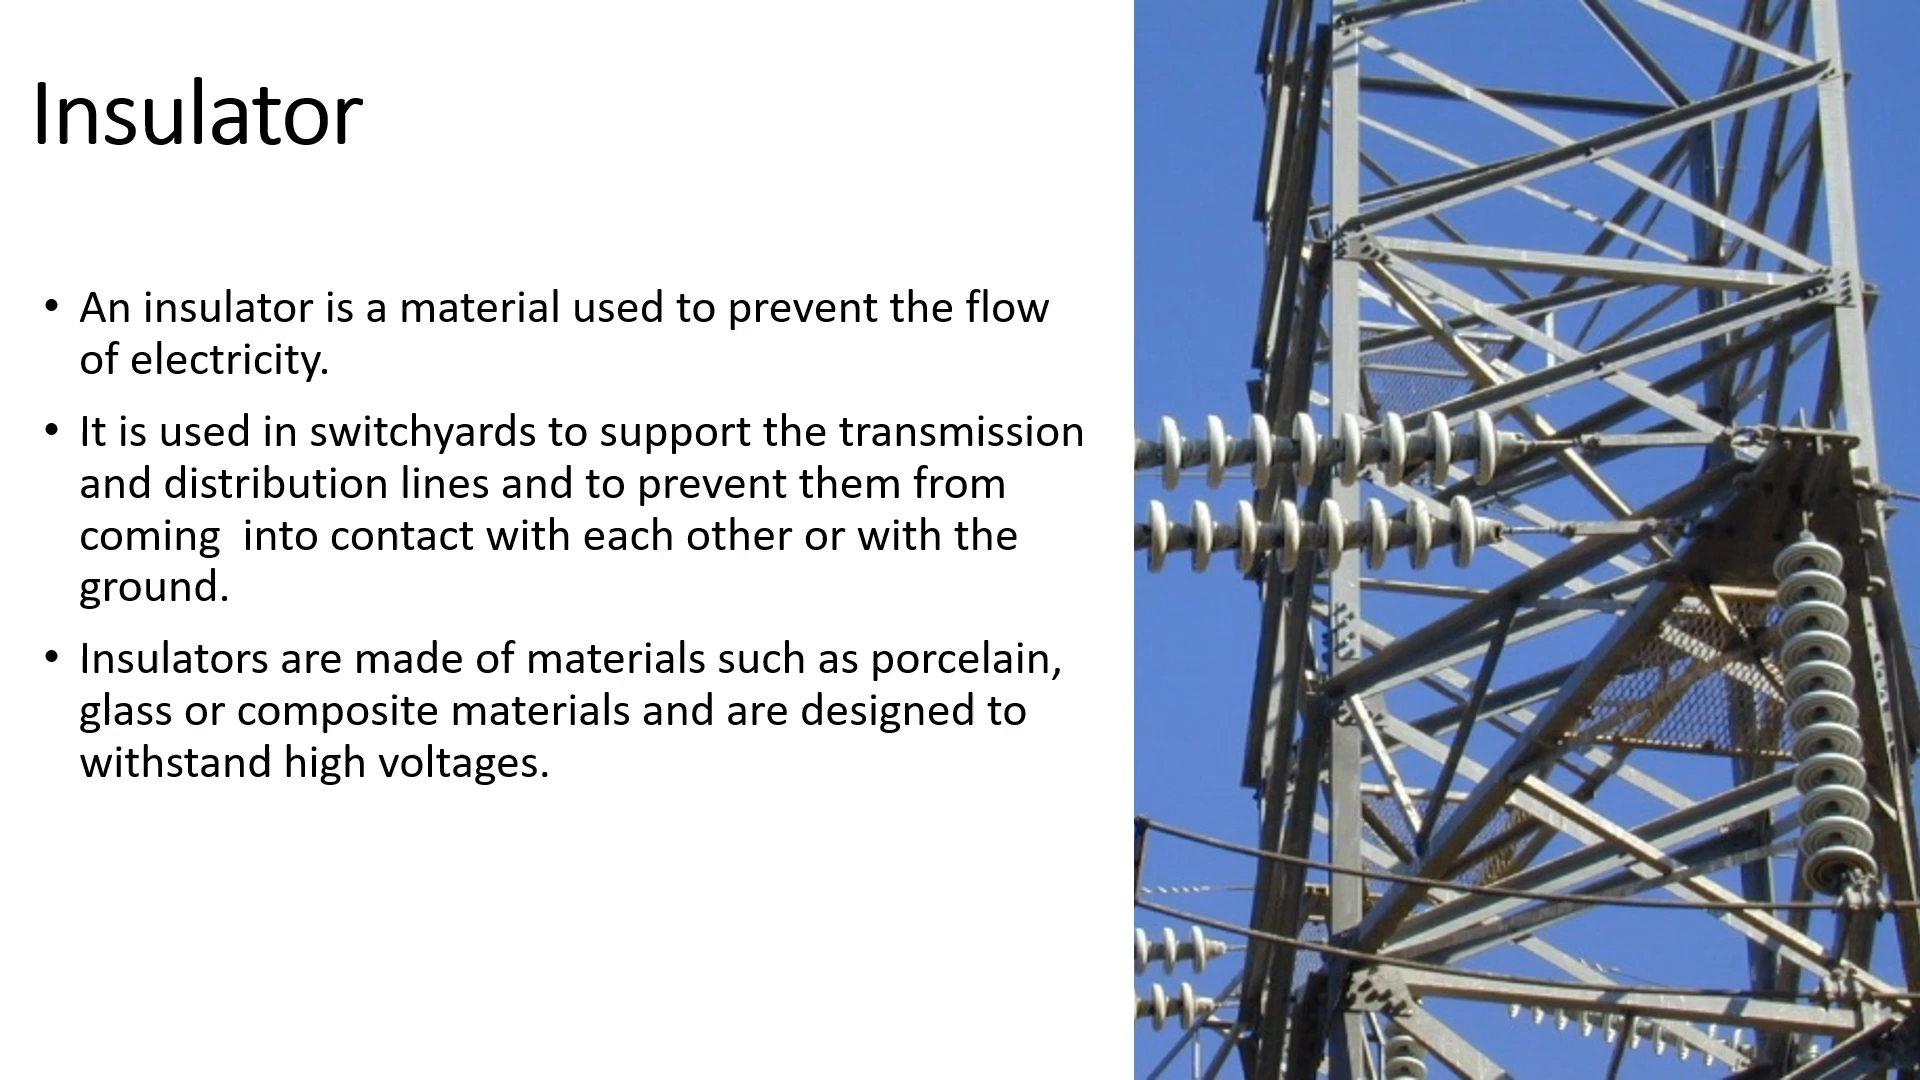 Insulator
• An insulator is a material used to prevent the flow
of electricity.
• It is used in switchyards to support the transmission
and distribution lines and to prevent them from
coming  into contact with each other or with the
ground.
• Insulators are made of materials such as porcelain,
glass or composite materials and are designed to
withstand high voltages.